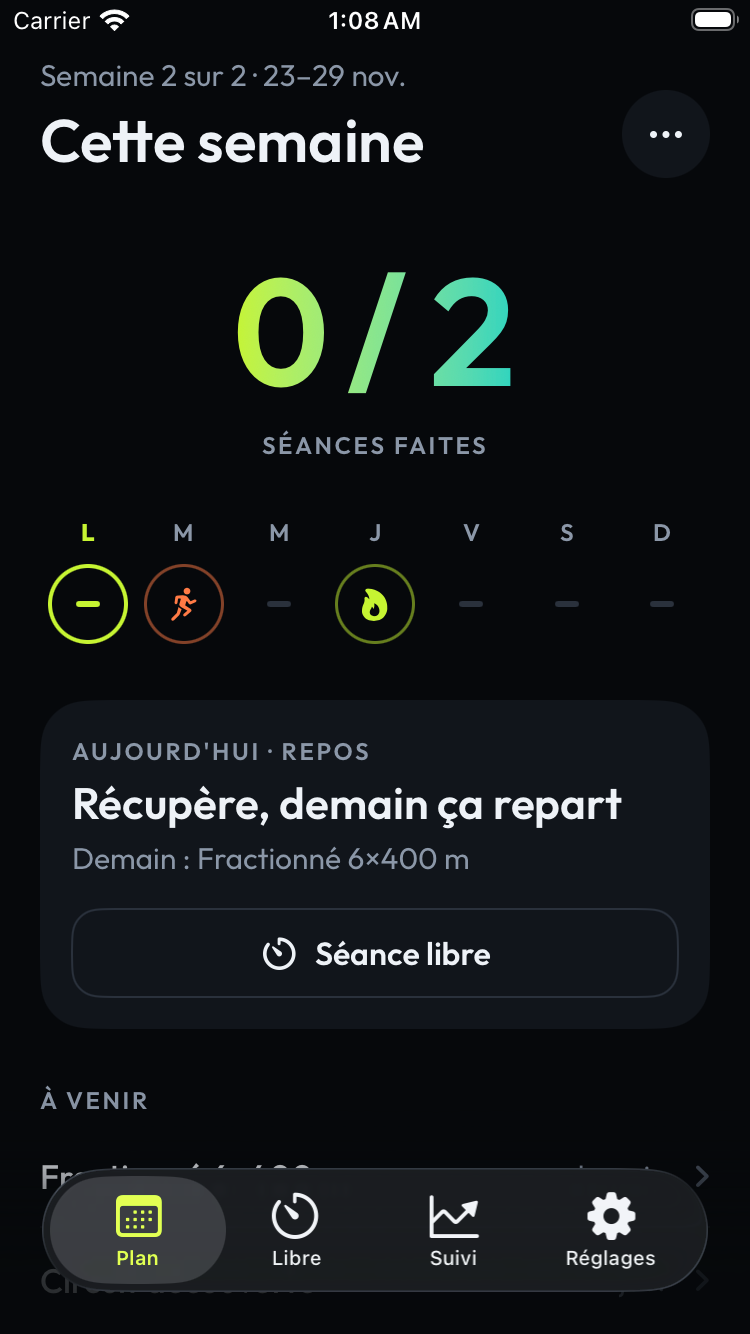 Carrier 1:08 AM
Semaine 2 sur 2 · 23–29 nov.
Cette semaine
0/2
SÉANCES FAITES
L M M J V S D
AUJOURD'HUI · REPOS
Récupère, demain ça repart
Demain : Fractionné 6×400 m
Séance libre
À VENIR
Plan Libre Suivi Réglages